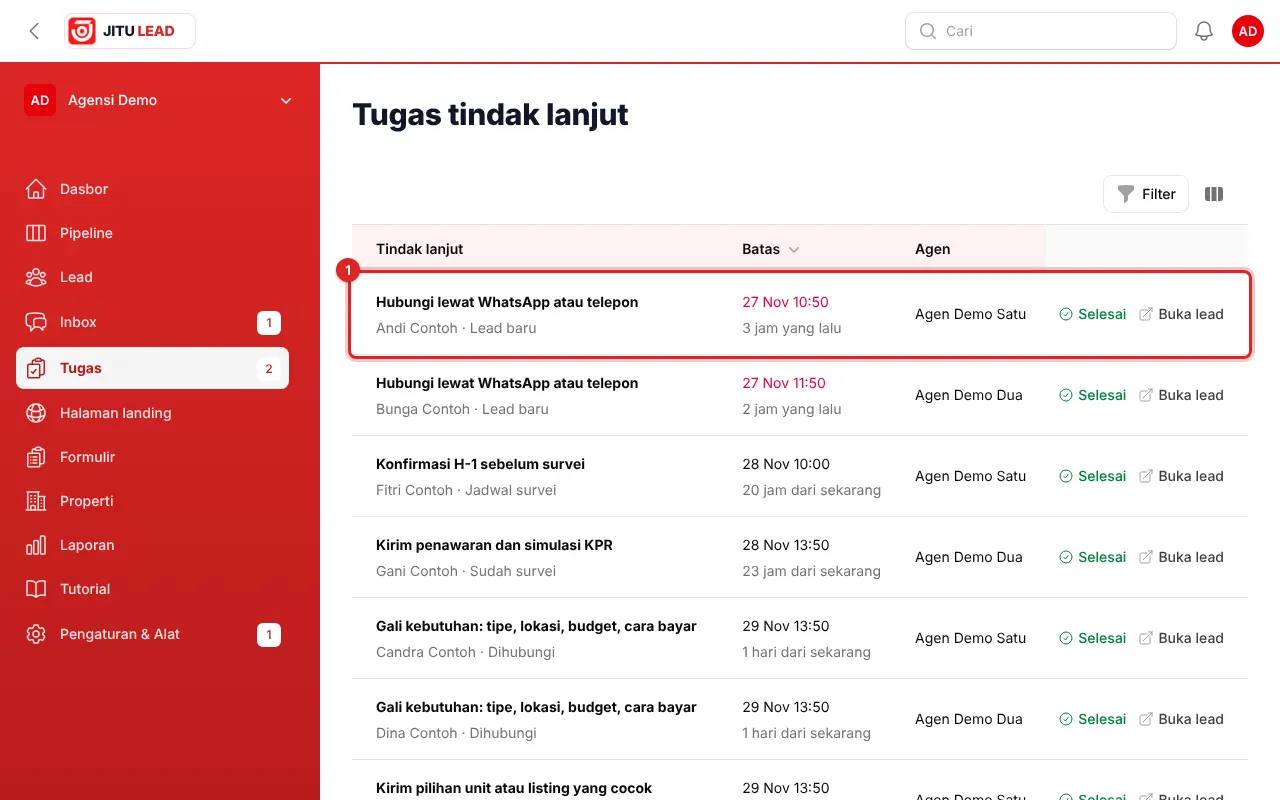 JITU LEAD
Cari
AD
AD
Agensi Demo
Dasbor
Pipeline
Lead
Inbox
1
Tugas
2
Halaman landing
Formulir
Properti
Laporan
Tutorial
Pengaturan & Alat
1
Tugas tindak lanjut
Filter
Tindak lanjut
Batas
Agen
1
Hubungi lewat WhatsApp atau telepon
Andi Contoh · Lead baru
27 Nov 10:50
3 jam yang lalu
Agen Demo Satu
Selesai
Buka lead
Hubungi lewat WhatsApp atau telepon
Bunga Contoh · Lead baru
27 Nov 11:50
2 jam yang lalu
Agen Demo Dua
Selesai
Buka lead
Konfirmasi H-1 sebelum survei
Fitri Contoh · Jadwal survei
28 Nov 10:00
20 jam dari sekarang
Agen Demo Satu
Selesai
Buka lead
Kirim penawaran dan simulasi KPR
Gani Contoh · Sudah survei
28 Nov 13:50
23 jam dari sekarang
Agen Demo Dua
Selesai
Buka lead
Gali kebutuhan: tipe, lokasi, budget, cara bayar
Candra Contoh · Dihubungi
29 Nov 13:50
1 hari dari sekarang
Agen Demo Satu
Selesai
Buka lead
Gali kebutuhan: tipe, lokasi, budget, cara bayar
Dina Contoh · Dihubungi
29 Nov 13:50
1 hari dari sekarang
Agen Demo Dua
Selesai
Buka lead
Kirim pilihan unit atau listing yang cocok
29 Nov 13:50
Agen Demo Satu
Selesai
Buka lead